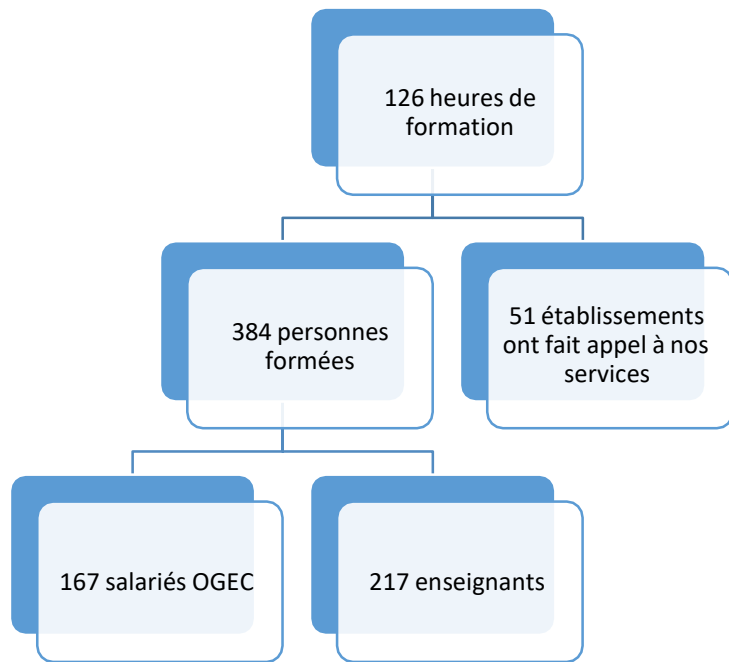 126 heures de
formation
384 personnes
formées
51 établissements
ont fait appel à nos
services
167 salariés OGEC
217 enseignants